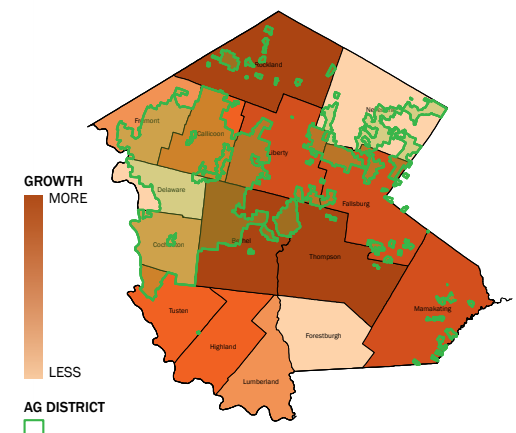 Rockland
Fremont
Callicoon
Liberty
Delaware
Fallsburg
Bethel
Cochecton
Thompson
Tusten
Highland
Forestburgh
Mamakating
Lumberland
GROWTH
MORE
LESS
AG DISTRICT